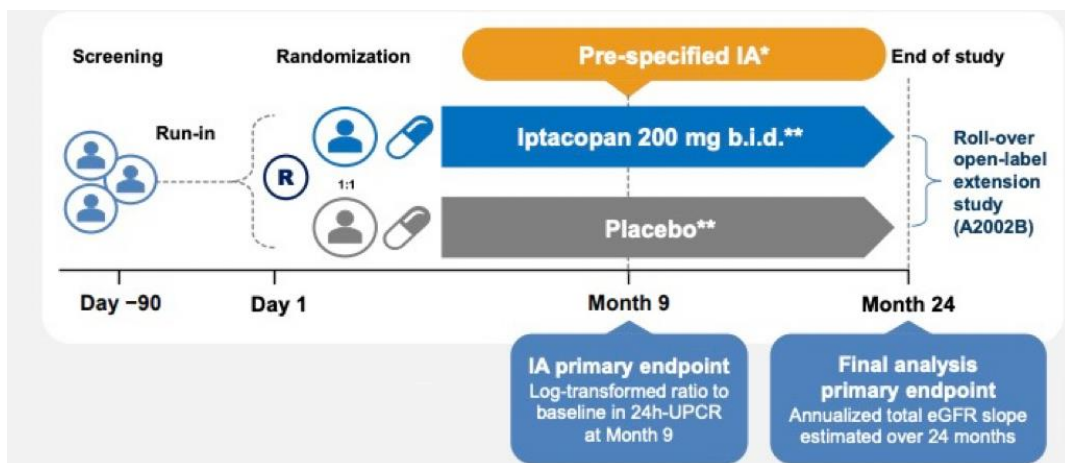 Screening
Randomization
Pre-specified IA*
End of study
Run-in
R
1:1
Iptacopan 200 mg b.i.d.**
Placebo**
Roll-over
open-label
extension
study
(A2002B)
Day −90
Day 1
Month 9
Month 24
IA primary endpoint
Log-transformed ratio to
baseline in 24h-UPCR
at Month 9
Final analysis
primary endpoint
Annualized total eGFR slope
estimated over 24 months